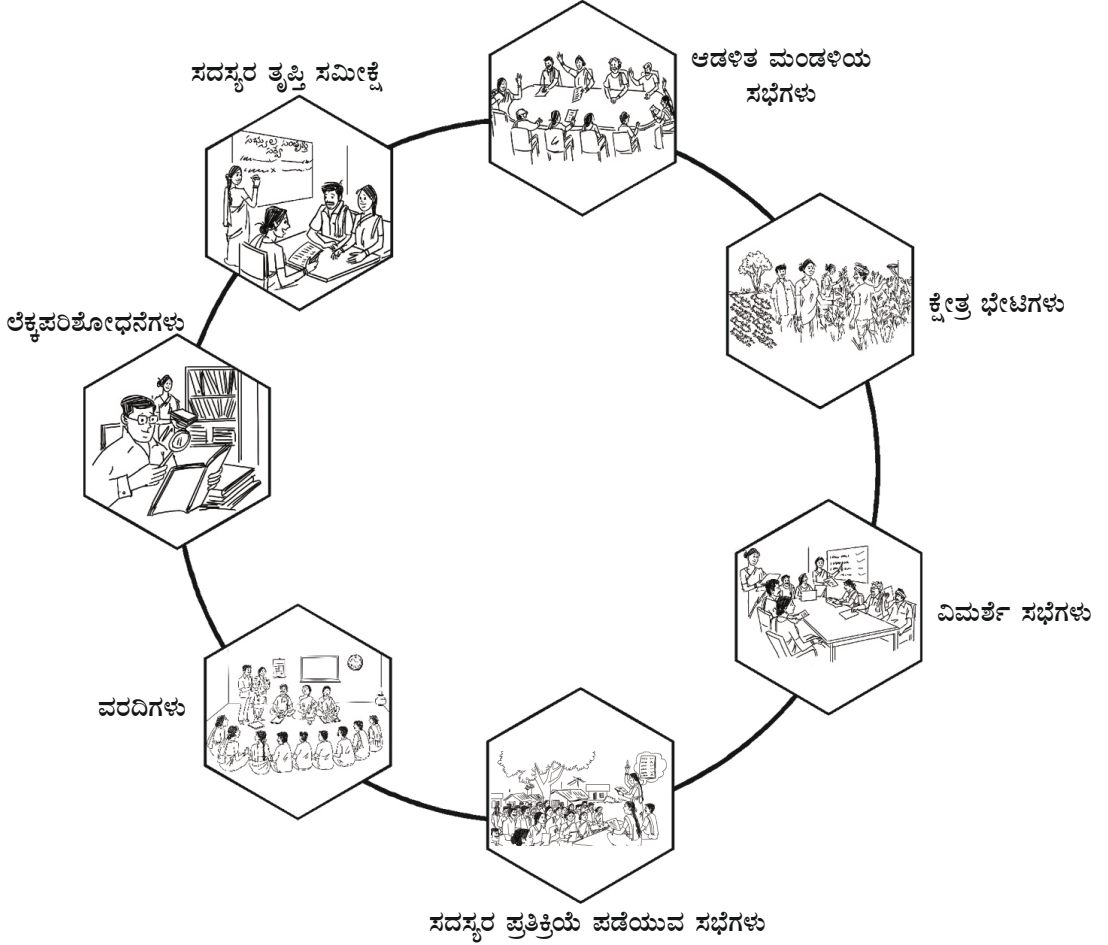 ಆಡಳಿತ ಮಂಡಳಿಯ
ಸಭೆಗಳು
ಸದಸ್ಯರ ತೃಪ್ತಿ ಸಮೀಕ್ಷೆ
ಕ್ಷೇತ್ರ ಭೇಟಿಗಳು
ಲೆಕ್ಕಪರಿಶೋಧನೆಗಳು
ವಿಮರ್ಶೆ ಸಭೆಗಳು
ವರದಿಗಳು
ಸದಸ್ಯರ ಪ್ರತಿಕ್ರಿಯೆ ಪಡೆಯುವ ಸಭೆಗಳು